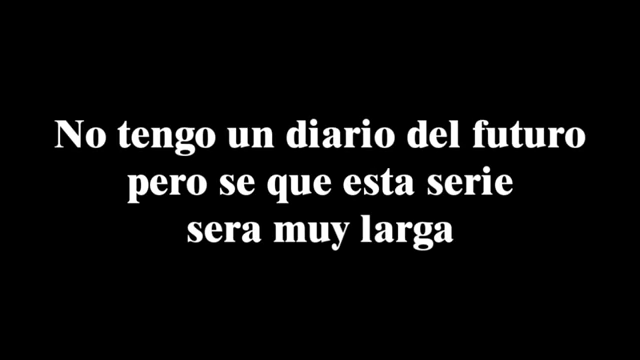 No tengo un diario del futuro
pero se que esta serie
sera muy larga